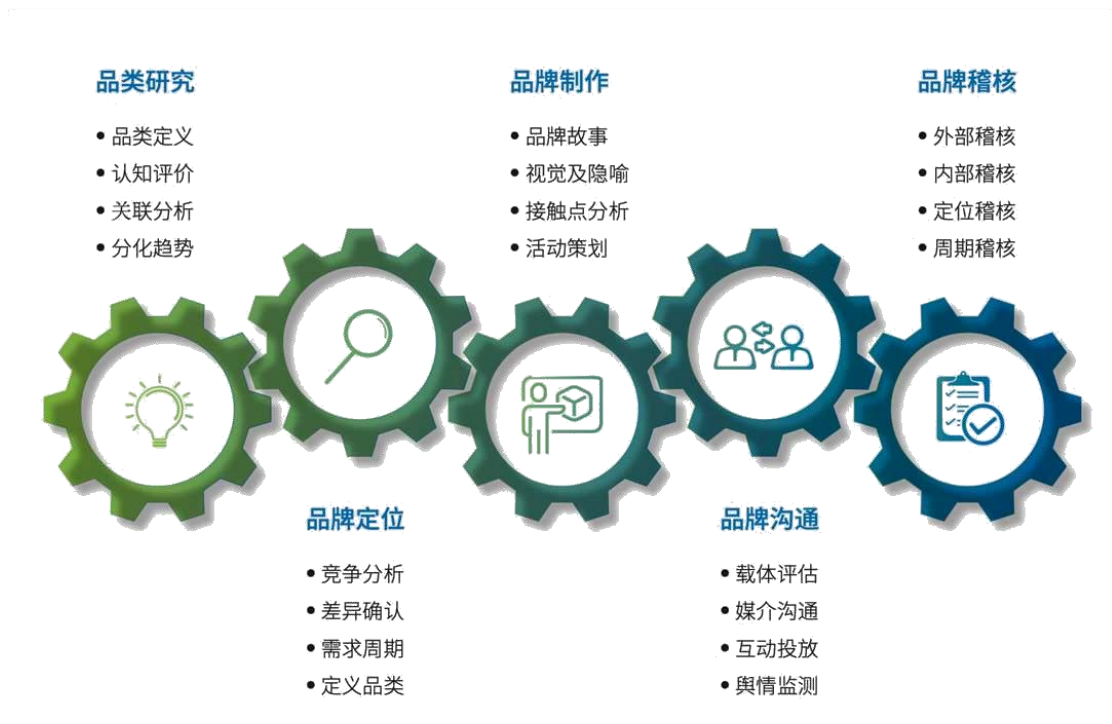 品类研究
• 品类定义
• 认知评价
• 关联分析
• 分化趋势
品牌制作
• 品牌故事
• 视觉及隐喻
• 接触点分析
• 活动策划
品牌稽核
• 外部稽核
• 内部稽核
• 定位稽核
• 周期稽核
品牌定位
• 竞争分析
• 差异确认
• 需求周期
• 定义品类
品牌沟通
• 载体评估
• 媒介沟通
• 互动投放
• 舆情监测